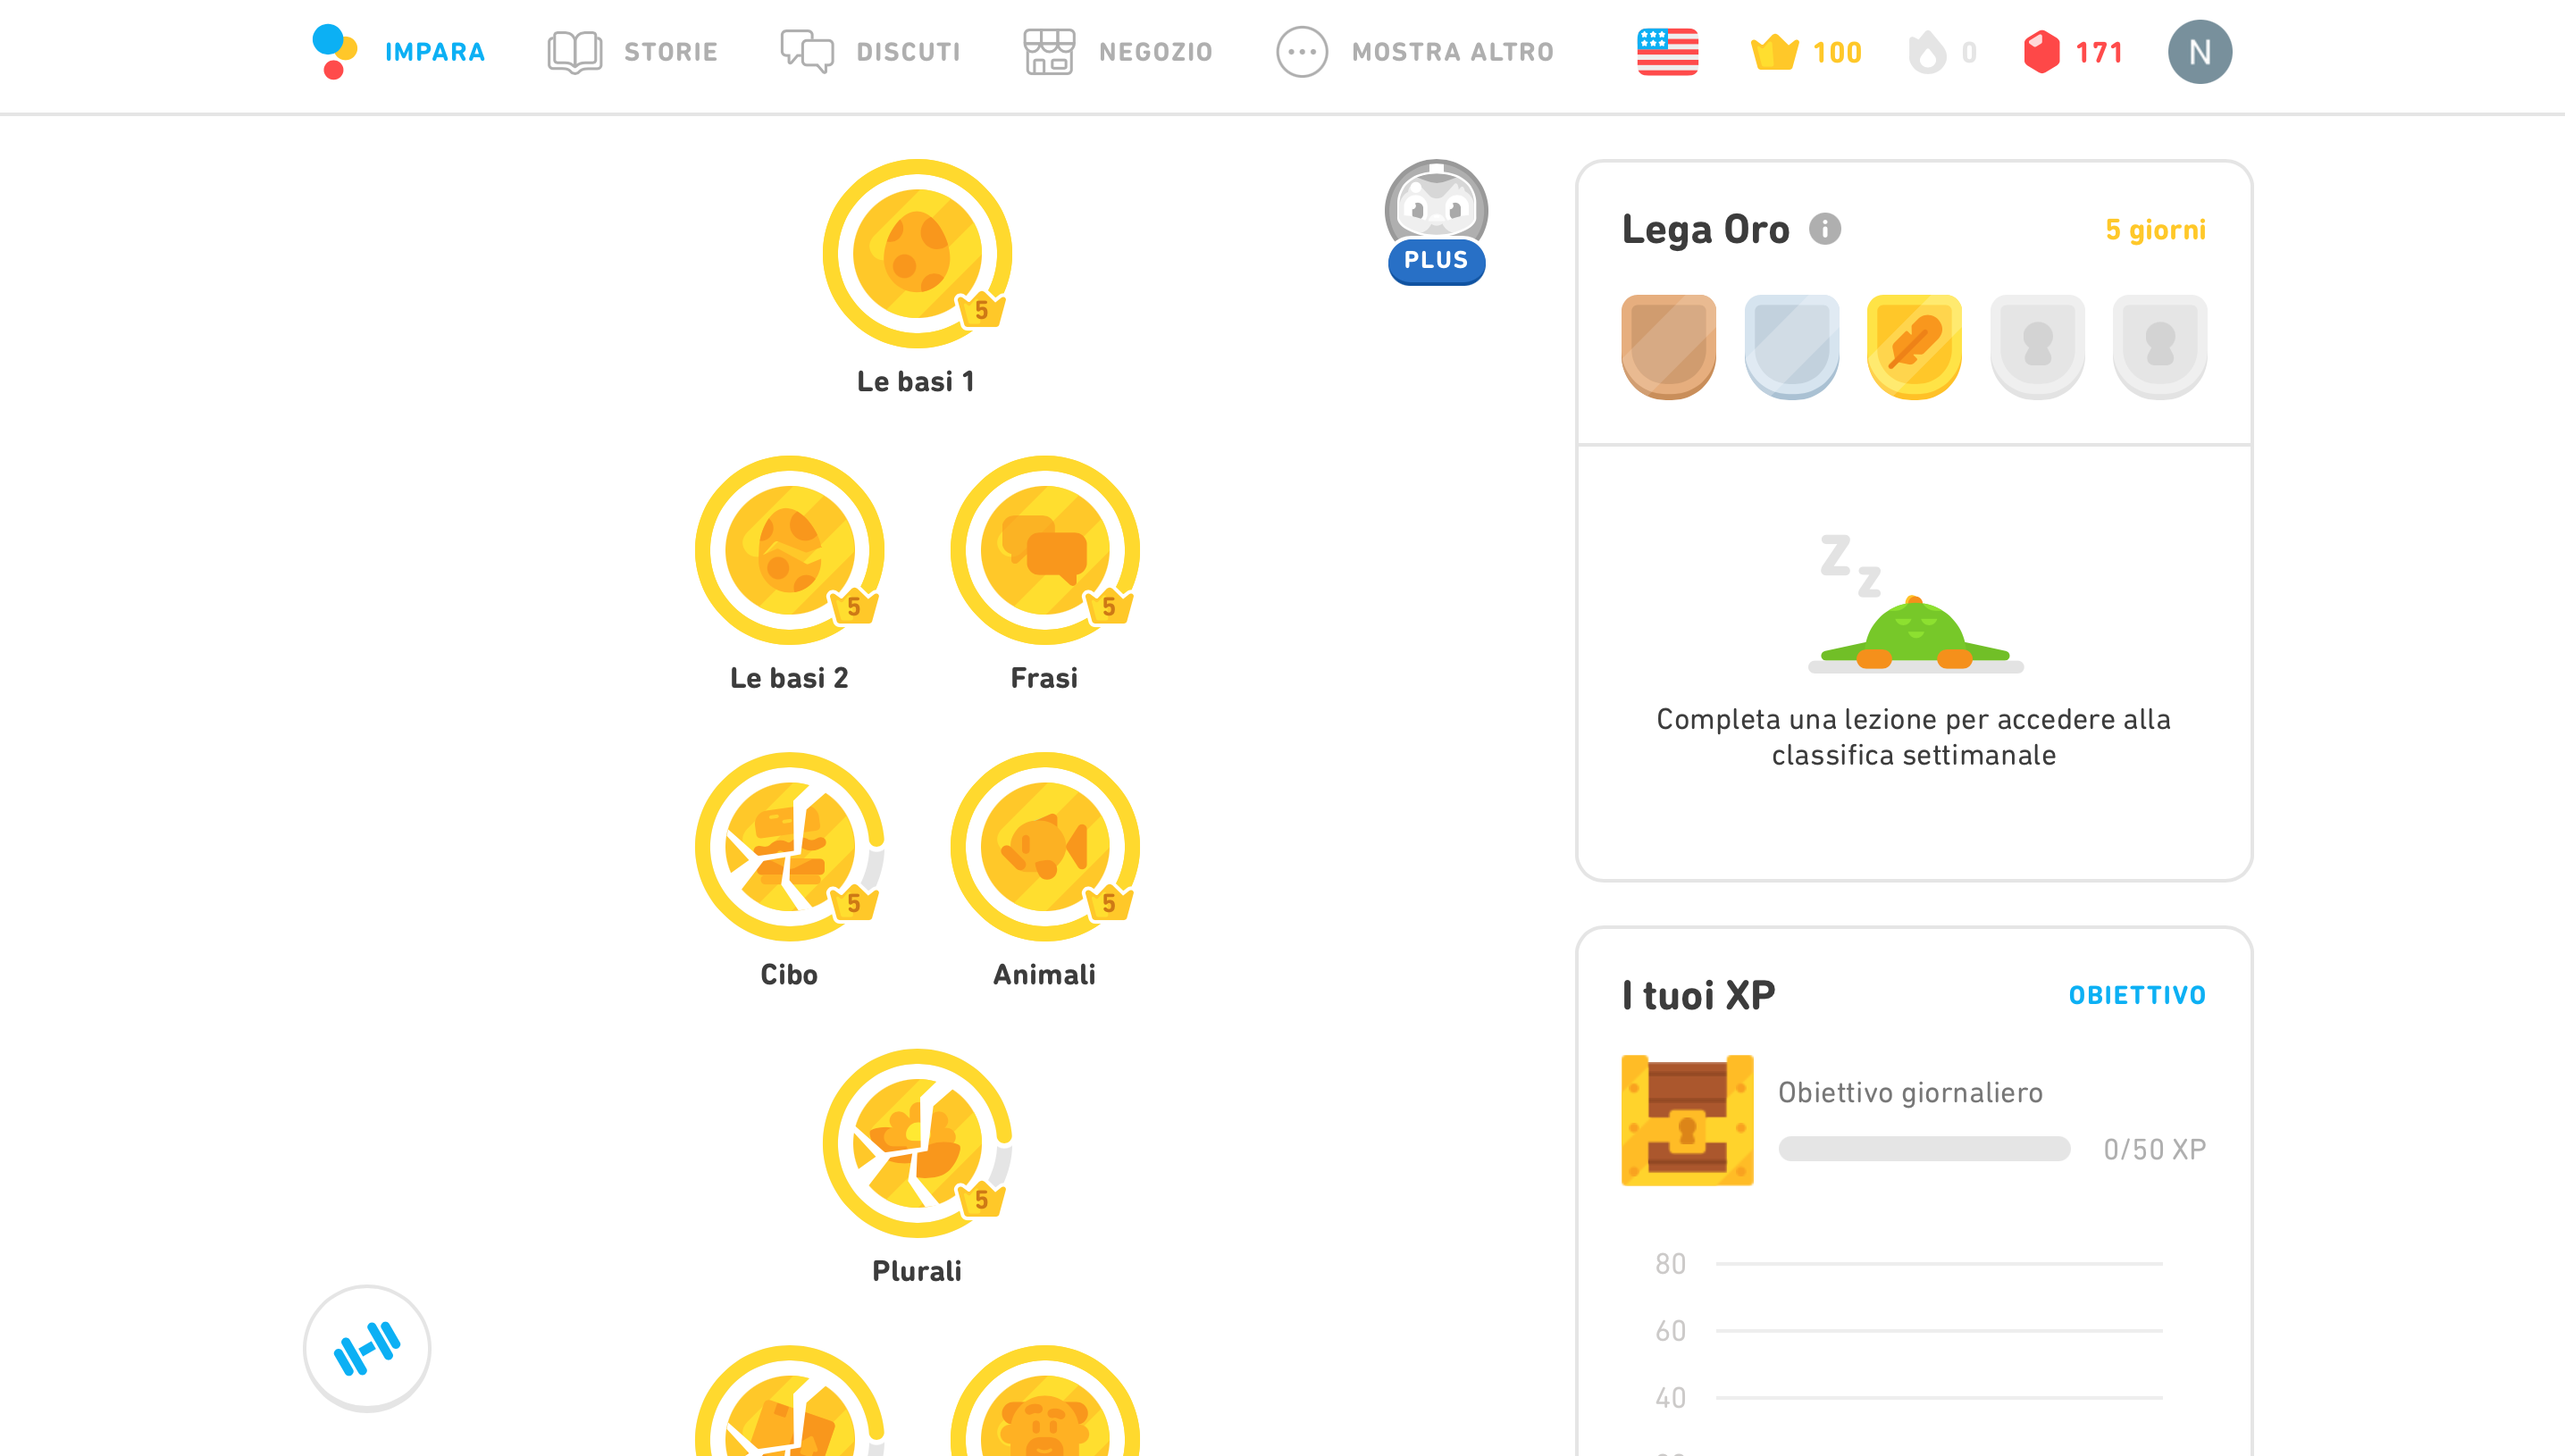 IMPARA
STORIE
DISCUTI
NEGOZIO
MOSTRA ALTRO
100
0
171
N
5
Le basi 1
PLUS
5
Le basi 2
5
Frasi
5
Cibo
5
Animali
5
Plurali
Lega Oro
5 giorni
Z z
Completa una lezione per accedere alla
classifica settimanale
I tuoi XP
OBIETTIVO
Obiettivo giornaliero
0/50 XP
80
60
40